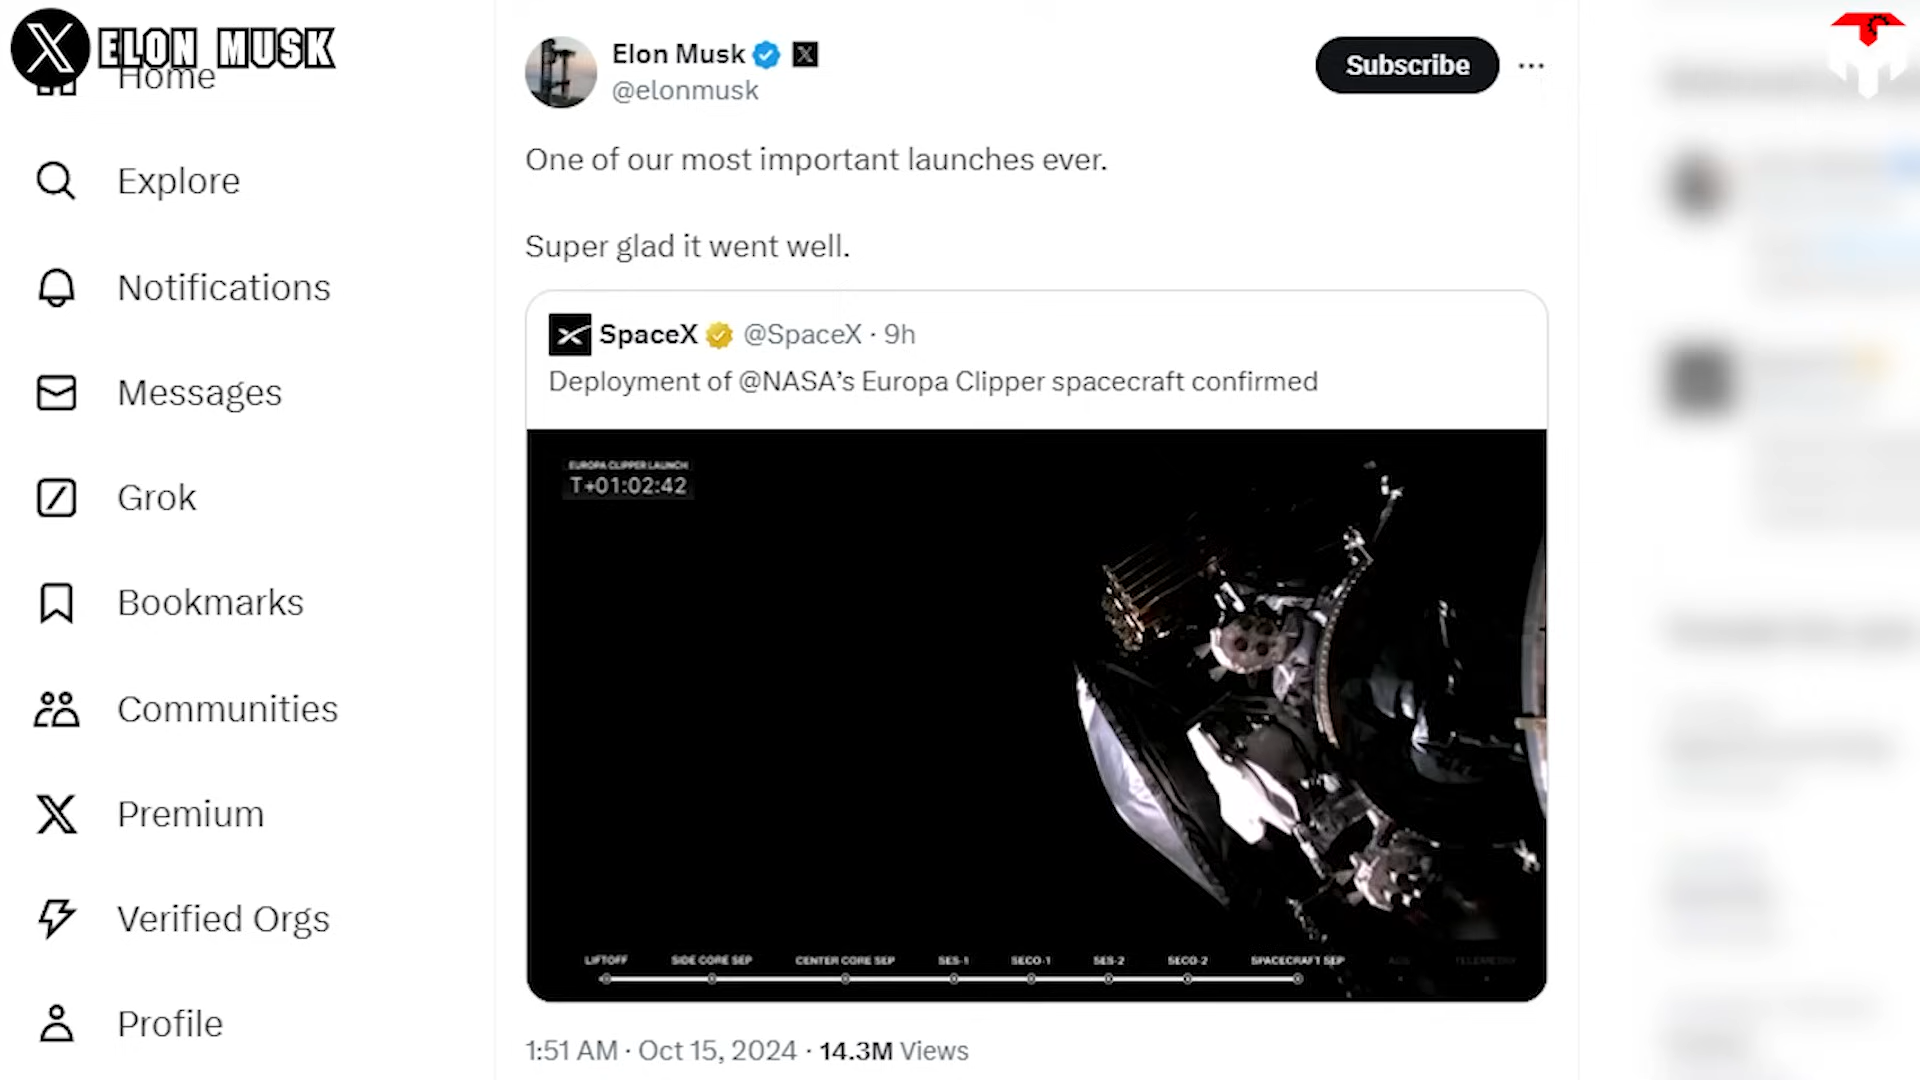 ELON MUSK
Home
Explore
Notifications
Messages
Grok
Bookmarks
Communities
Premium
Verified Orgs
Profile
Elon Musk
@elonmusk
Subscribe
One of our most important launches ever.
Super glad it went well.
SpaceX @SpaceX · 9h
Deployment of @NASA’s Europa Clipper spacecraft confirmed
EUROPA CLIPPER LAUNCH
T+01:02:42
LIFTOFF SIDE CORE SEP CENTER CORE SEP SES-1 SECO-1 SES-2 SECO-2 SPACECRAFT SEP AOS TELEMETRY
1:51 AM · Oct 15, 2024 · 14.3M Views